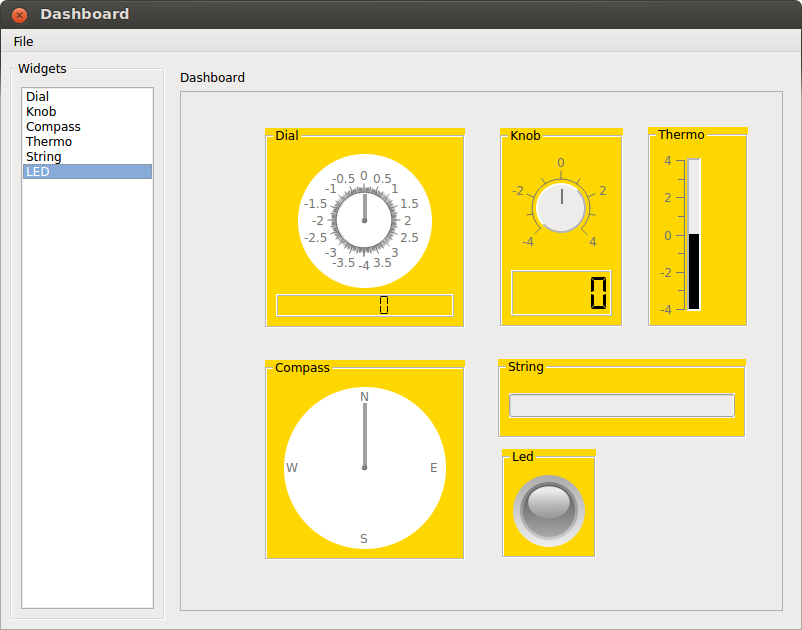 Dashboard
File
Widgets
Dial
Knob
Compass
Thermo
String
LED
Dashboard
Dial
-0.5 0 0.5
-1 1
-1.5 1.5
-2 2
-2.5 2.5
-3 3
-3.5 -4 3.5
0
Knob
0
-2 2
-4 4
0
Thermo
4
2
0
-2
-4
Compass
N
W E
S
String
Led